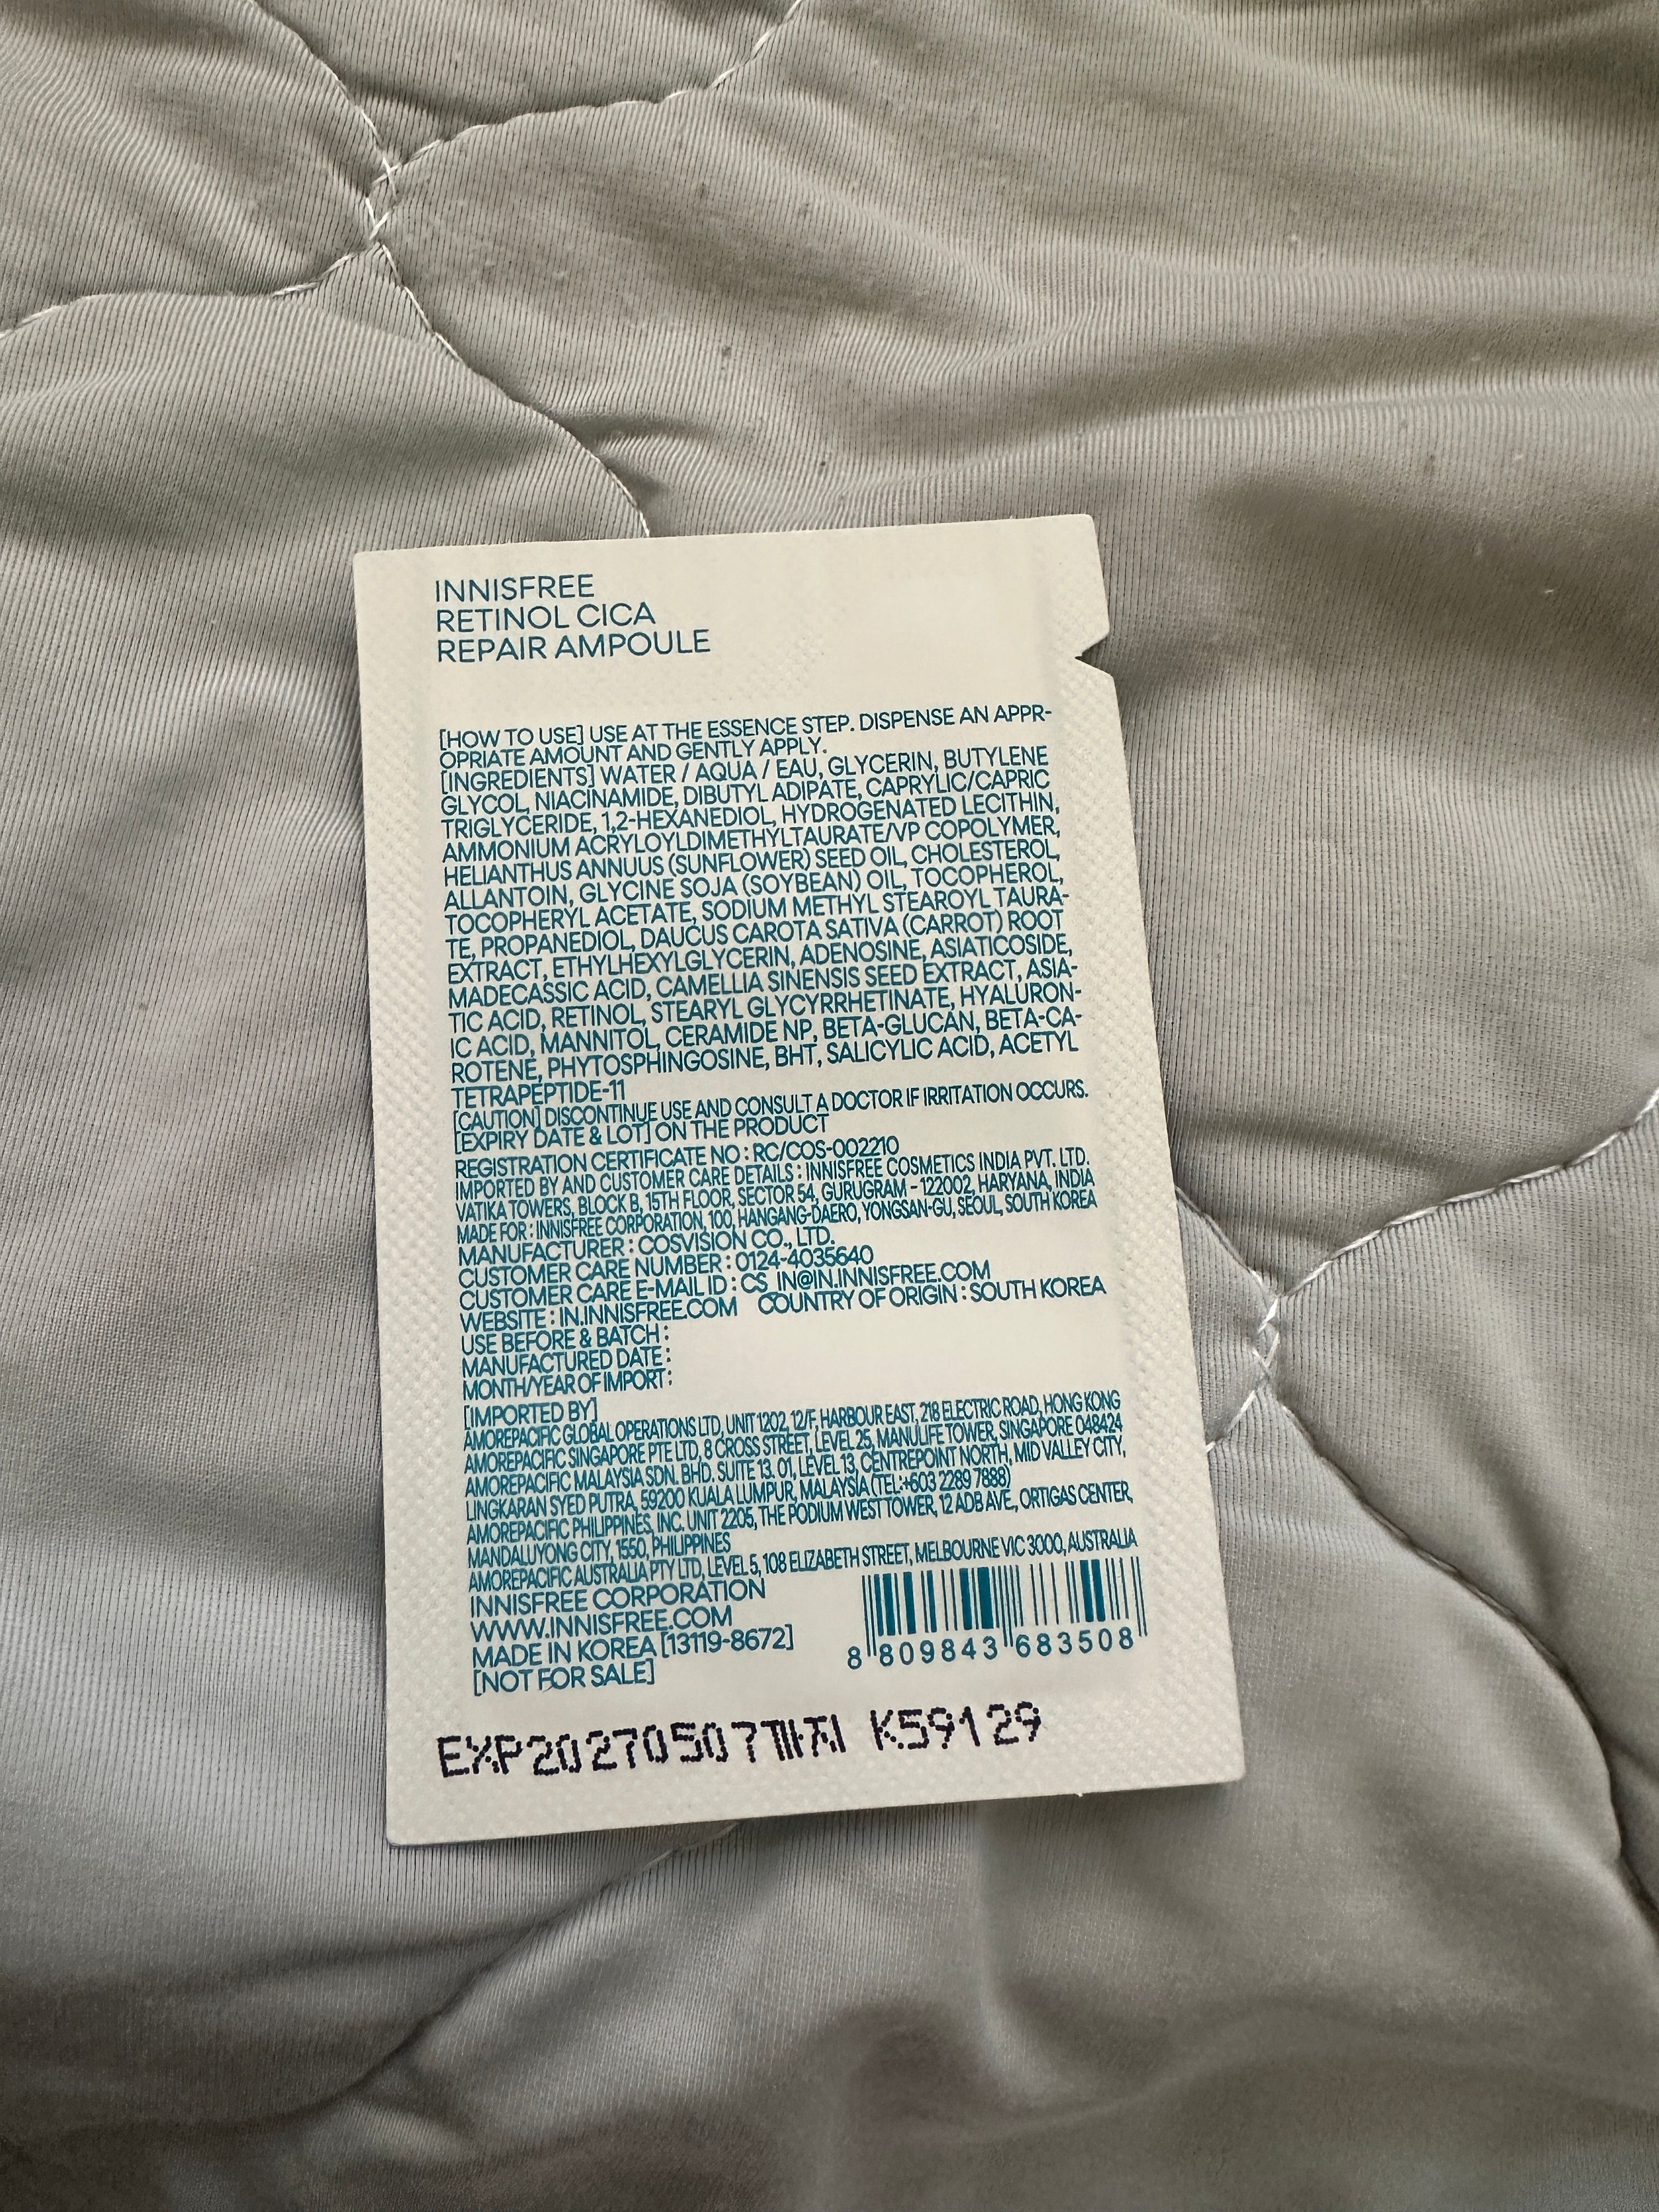 INNISFREE
RETINOL CICA
REPAIR AMPOULE
[HOW TO USE] USE AT THE ESSENCE STEP. DISPENSE AN APPR-
OPRIATE AMOUNT AND GENTLY APPLY.
[INGREDIENTS] WATER / AQUA / EAU, GLYCERIN, BUTYLENE
GLYCOL, NIACINAMIDE, DIBUTYL ADIPATE, CAPRYLIC/CAPRIC
TRIGLYCERIDE, 1,2-HEXANEDIOL, HYDROGENATED LECITHIN,
AMMONIUM ACRYLOYLDIMETHYLTAURATE/VP COPOLYMER,
HELIANTHUS ANNUUS (SUNFLOWER) SEED OIL, CHOLESTEROL,
ALLANTOIN, GLYCINE SOJA (SOYBEAN) OIL, TOCOPHEROL,
TOCOPHERYL ACETATE, SODIUM METHYL STEAROYL TAURA-
TE, PROPANEDIOL, DAUCUS CAROTA SATIVA (CARROT) ROOT
EXTRACT, ETHYLHEXYLGLYCERIN, ADENOSINE, ASIATICOSIDE,
MADECASSIC ACID, CAMELLIA SINENSIS SEED EXTRACT, ASIA-
TIC ACID, RETINOL, STEARYL GLYCYRRHETINATE, HYALURON-
IC ACID, MANNITOL, CERAMIDE NP, BETA-GLUCAN, BETA-CA-
ROTENE, PHYTOSPHINGOSINE, BHT, SALICYLIC ACID, ACETYL
TETRAPEPTIDE-11
[CAUTION] DISCONTINUE USE AND CONSULT A DOCTOR IF IRRITATION OCCURS.
[EXPIRY DATE & LOT] ON THE PRODUCT
REGISTRATION CERTIFICATE NO : RC/COS-002210
IMPORTED BY AND CUSTOMER CARE DETAILS : INNISFREE COSMETICS INDIA PVT. LTD.
VATIKA TOWERS, BLOCK B, 15TH FLOOR, SECTOR 54, GURUGRAM - 122002, HARYANA, INDIA
MADE FOR : INNISFREE CORPORATION, 100, HANGANG-DAERO, YONGSAN-GU, SEOUL, SOUTH KOREA
MANUFACTURER : COSVISION CO., LTD.
CUSTOMER CARE NUMBER : 0124-4035640
CUSTOMER CARE E-MAIL ID : CS_IN@IN.INNISFREE.COM
WEBSITE : IN.INNISFREE.COM COUNTRY OF ORIGIN : SOUTH KOREA
USE BEFORE & BATCH :
MANUFACTURED DATE :
MONTH/YEAR OF IMPORT :
[IMPORTED BY]
AMOREPACIFIC GLOBAL OPERATIONS LTD, UNIT 1202, 12/F, HARBOUR EAST, 218 ELECTRIC ROAD, HONG KONG
AMOREPACIFIC SINGAPORE PTE LTD, 8 CROSS STREET, LEVEL 25, MANULIFE TOWER, SINGAPORE 048424
AMOREPACIFIC MALAYSIA SDN. BHD. SUITE 13. 01, LEVEL 13, CENTREPOINT NORTH, MID VALLEY CITY,
LINGKARAN SYED PUTRA, 59200 KUALA LUMPUR, MALAYSIA (TEL:+603 2289 7888)
AMOREPACIFIC PHILIPPINES, INC. UNIT 2205, THE PODIUM WEST TOWER, 12 ADB AVE., ORTIGAS CENTER,
MANDALUYONG CITY, 1550, PHILIPPINES
AMOREPACIFIC AUSTRALIA PTY LTD, LEVEL 5, 108 ELIZABETH STREET, MELBOURNE VIC 3000, AUSTRALIA
INNISFREE CORPORATION
WWW.INNISFREE.COM
MADE IN KOREA [13119-8672]
[NOT FOR SALE]
8 809843 683508
EXP20270507까지 K59129